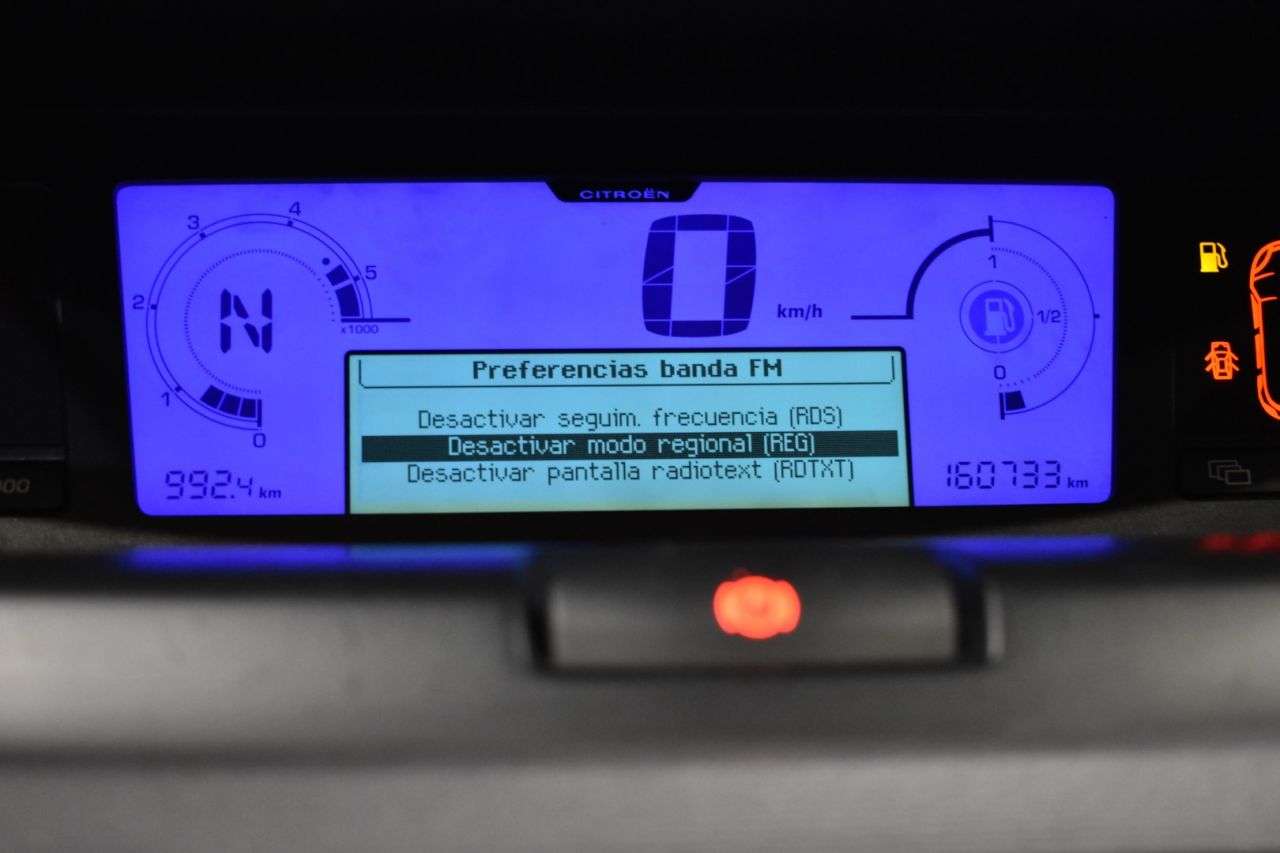 CITROËN
4
3
5
2
x1000
1
0
N
0
km/h
1
1/2
0
Preferencias banda FM
Desactivar seguim. frecuencia (RDS)
Desactivar modo regional (REG)
Desactivar pantalla radiotext (RDTXT)
992.4 km
160733 km